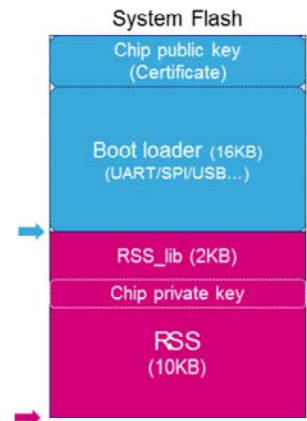 System Flash
Chip public key
(Certificate)
Boot loader (16KB)
(UART/SPI/USB...)
RSS_lib (2KB)
Chip private key
RSS
(10KB)